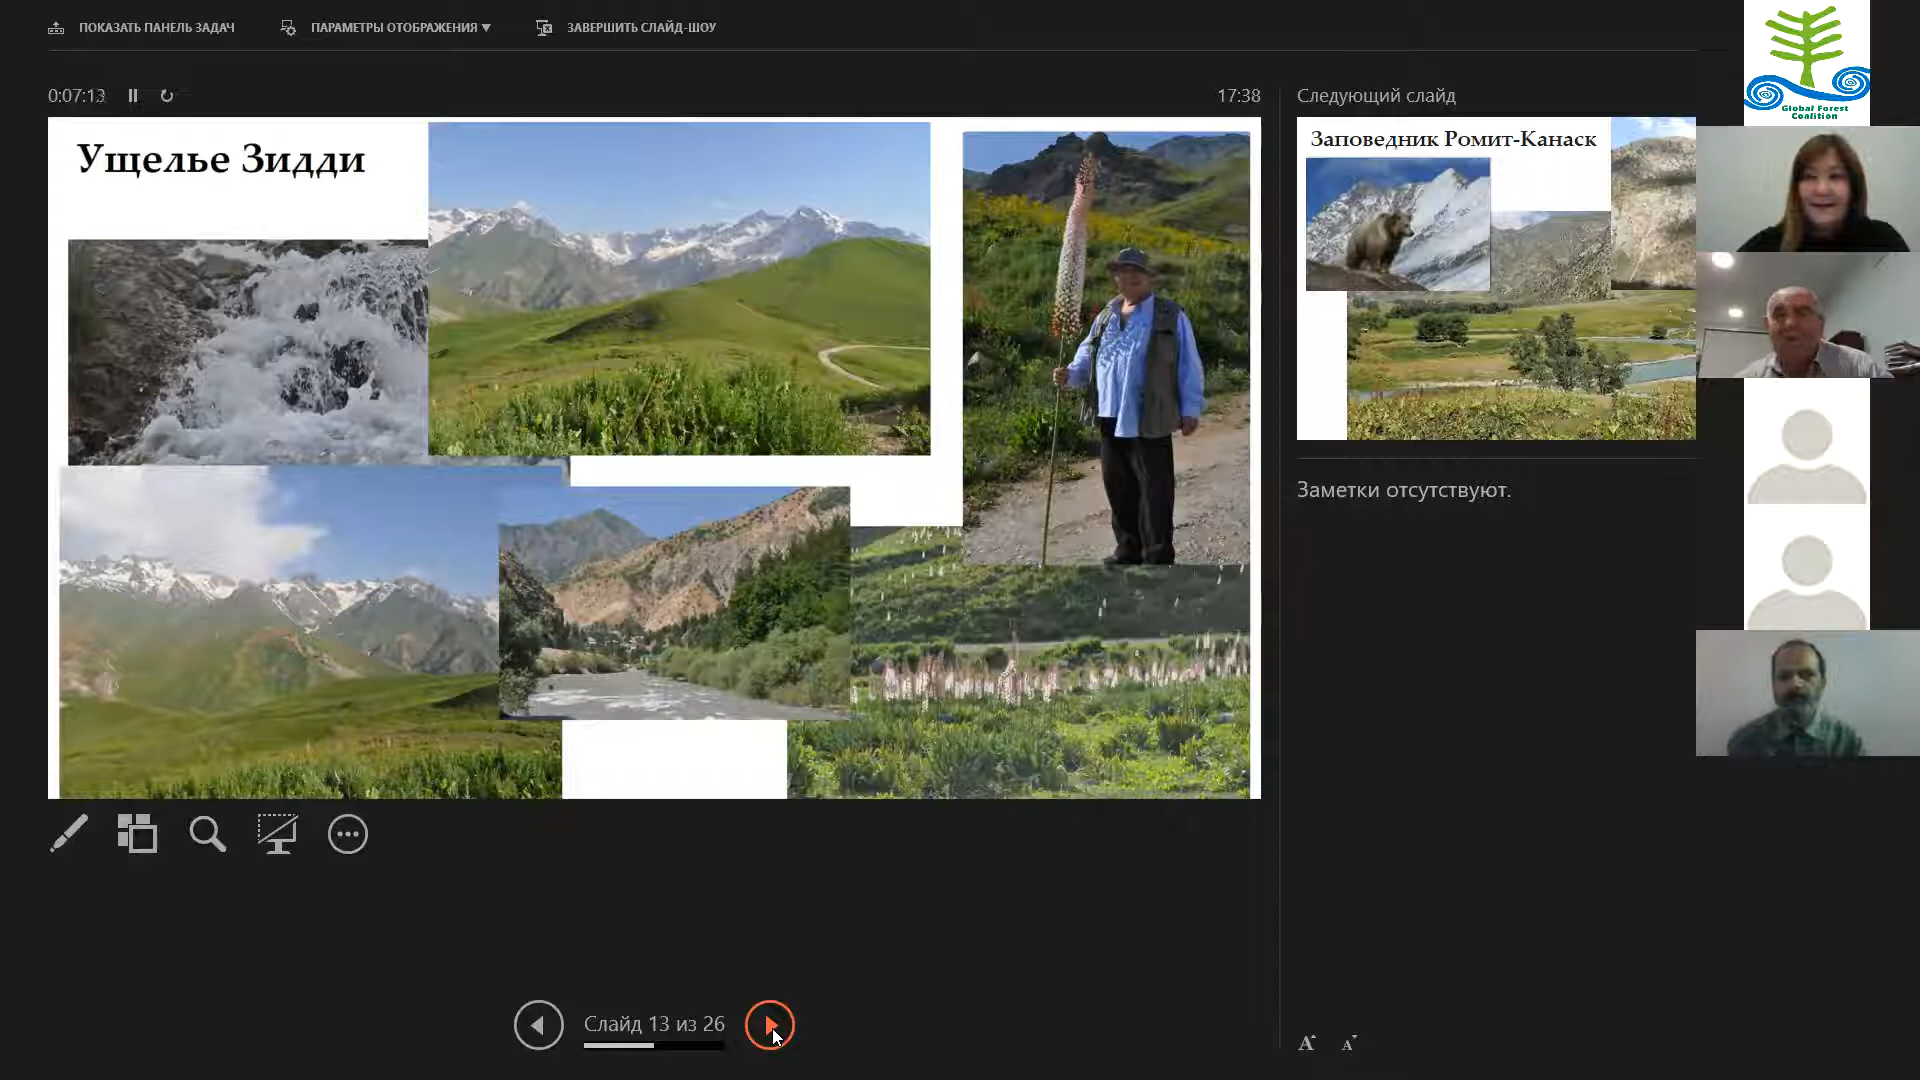 ПОКАЗАТЬ ПАНЕЛЬ ЗАДАЧ
ПАРАМЕТРЫ ОТОБРАЖЕНИЯ ▼
ЗАВЕРШИТЬ СЛАЙД-ШОУ
0:07:13
17:38
Следующий слайд
Ущелье Зидди
Заповедник Ромит-Канаск
Заметки отсутствуют.
Слайд 13 из 26
Global Forest
Coalition